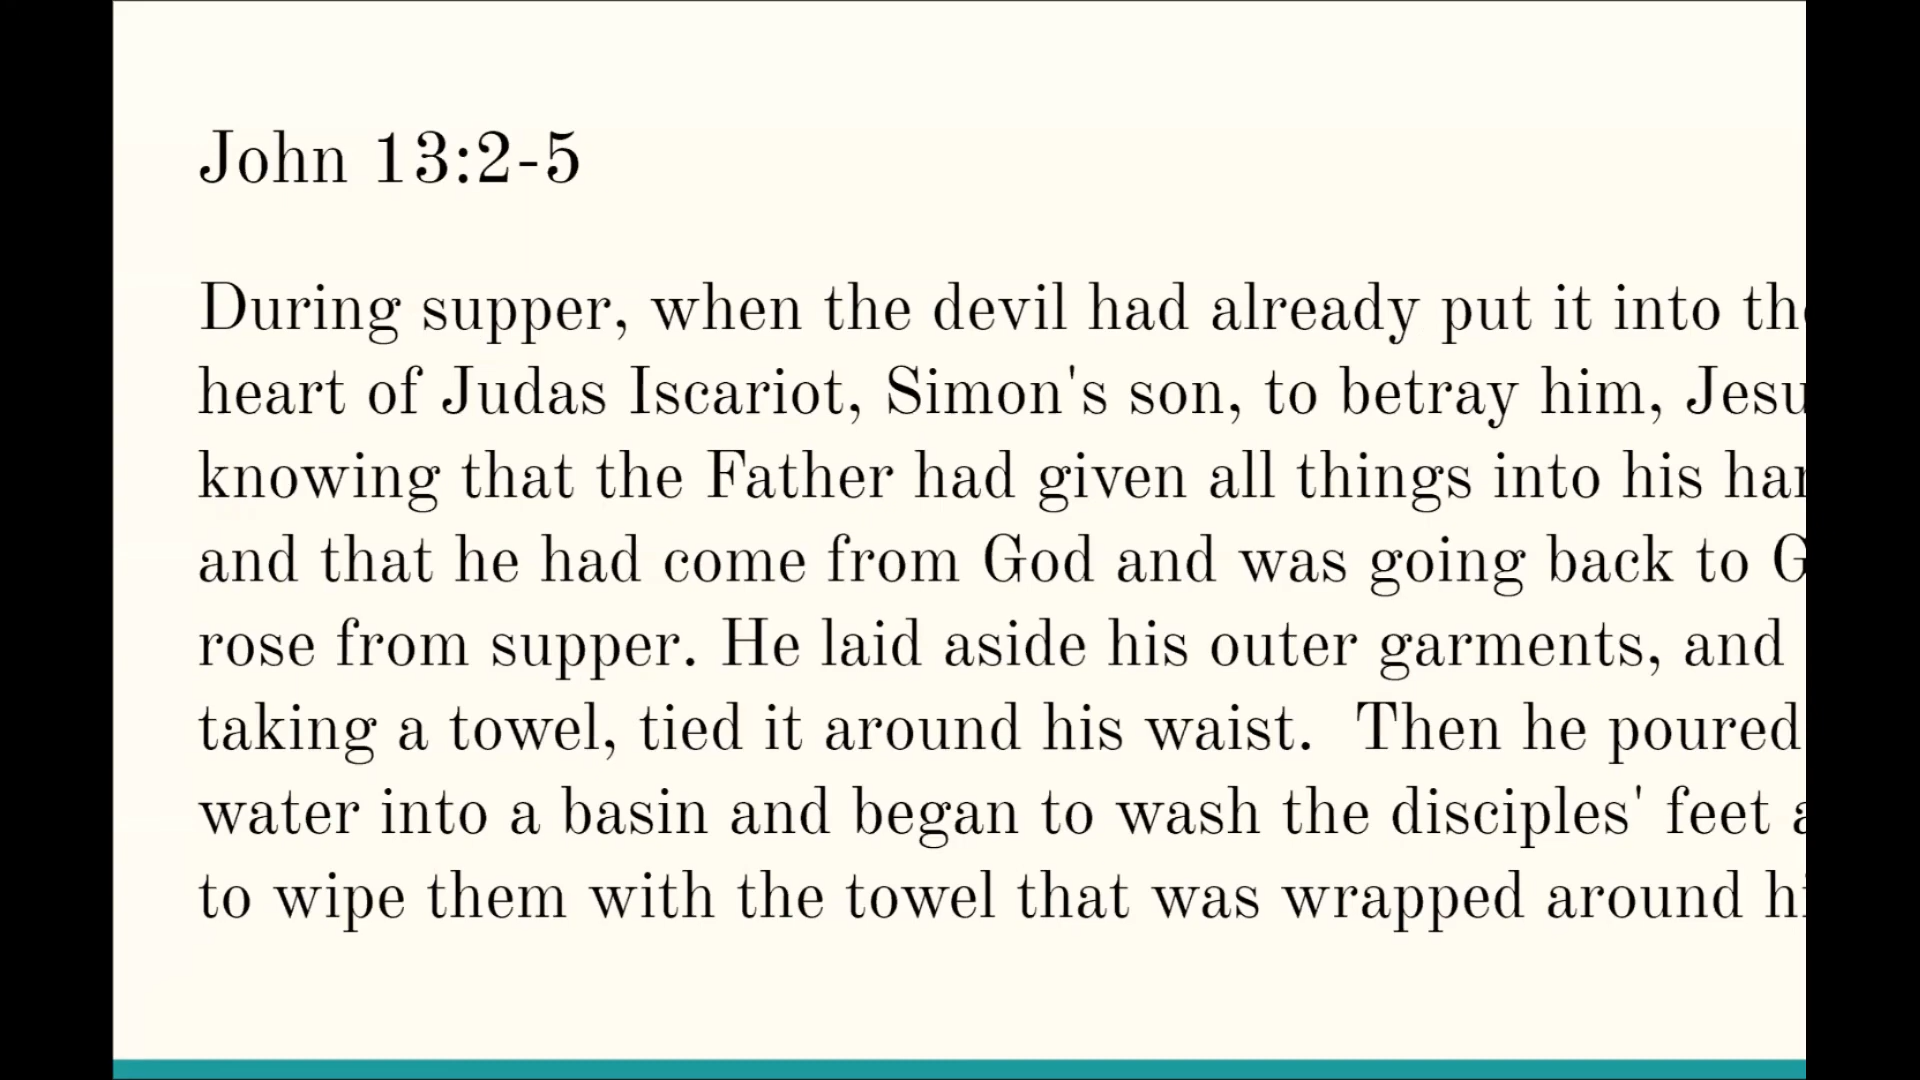 John 13:2-5
During supper, when the devil had already put it into the
heart of Judas Iscariot, Simon's son, to betray him, Jesu
knowing that the Father had given all things into his han
and that he had come from God and was going back to G
rose from supper. He laid aside his outer garments, and
taking a towel, tied it around his waist.  Then he poured
water into a basin and began to wash the disciples' feet a
to wipe them with the towel that was wrapped around hi